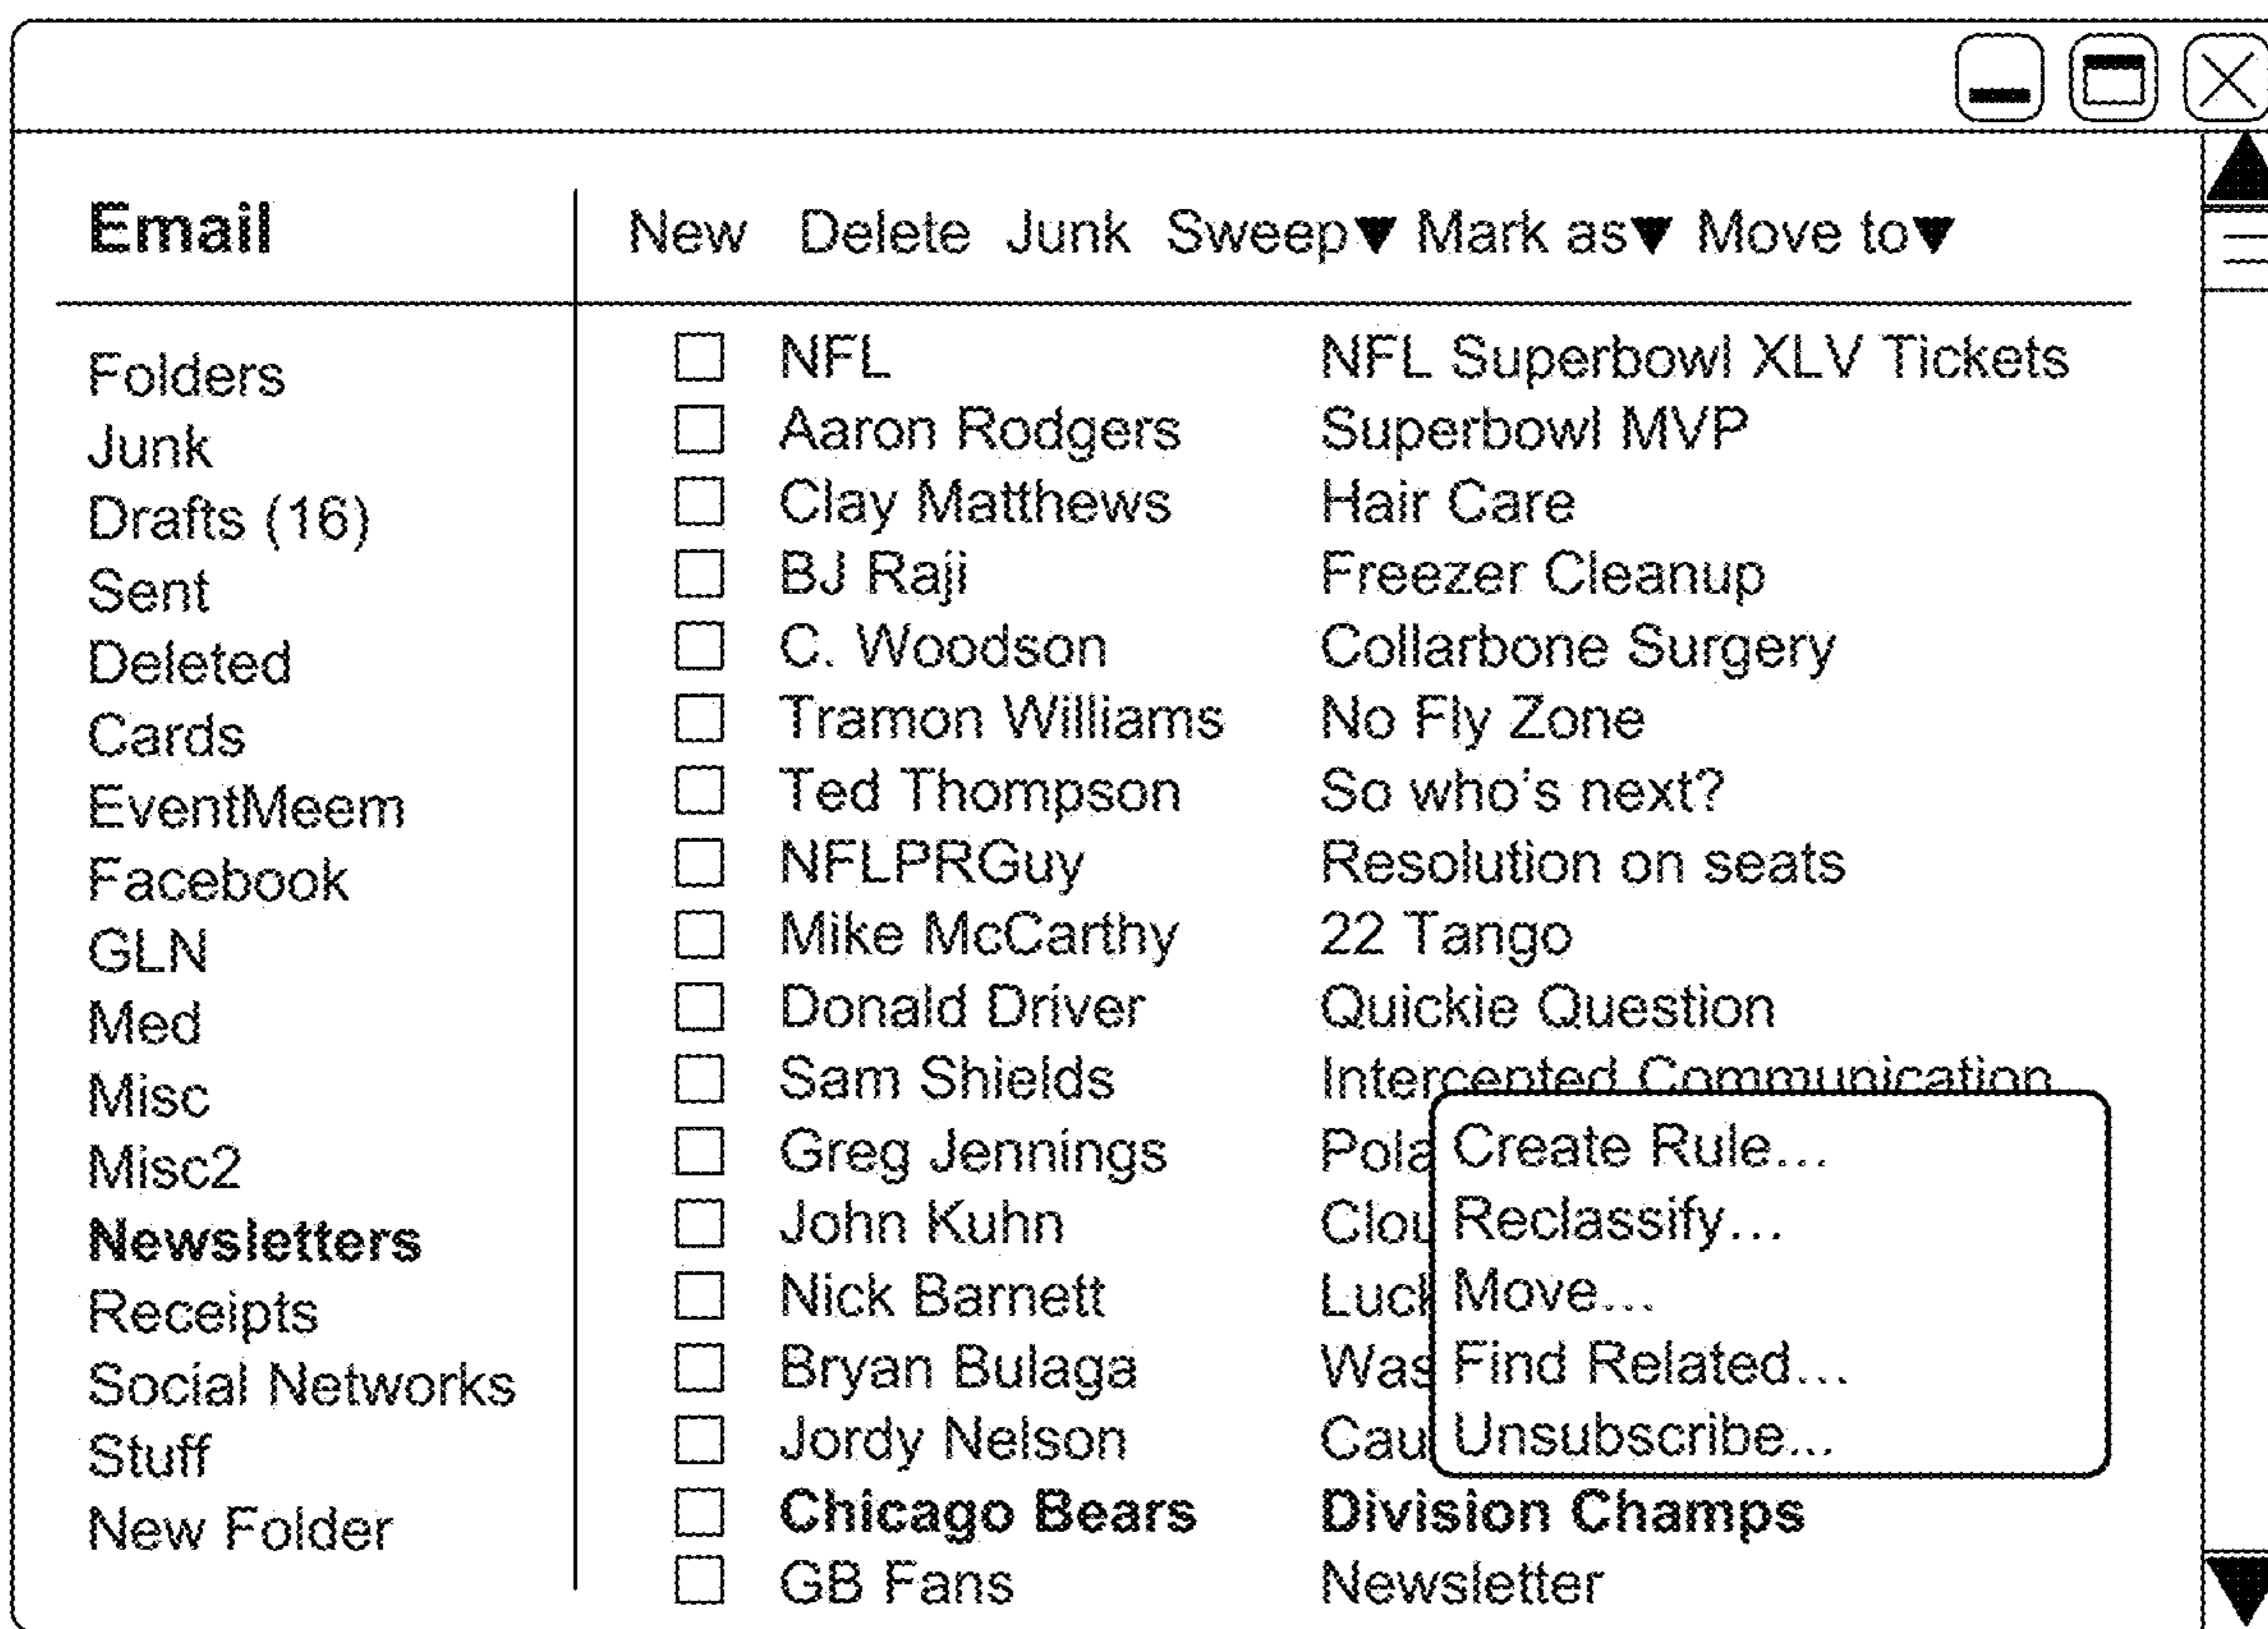 Email
New Delete Junk Sweep▼ Mark as▼ Move to▼
Folders
Junk
Drafts (16)
Sent
Deleted
Cards
EventMeem
Facebook
GLN
Med
Misc
Misc2
Newsletters
Receipts
Social Networks
Stuff
New Folder
NFL NFL Superbowl XLV Tickets
Aaron Rodgers Superbowl MVP
Clay Matthews Hair Care
BJ Raji Freezer Cleanup
C. Woodson Collarbone Surgery
Tramon Williams No Fly Zone
Ted Thompson So who's next?
NFLPRGuy Resolution on seats
Mike McCarthy 22 Tango
Donald Driver Quickie Question
Sam Shields Intercepted Communication
Greg Jennings
John Kuhn
Nick Barnett
Bryan Bulaga
Jordy Nelson
Chicago Bears Division Champs
GB Fans Newsletter
Create Rule...
Reclassify...
Move...
Find Related...
Unsubscribe...